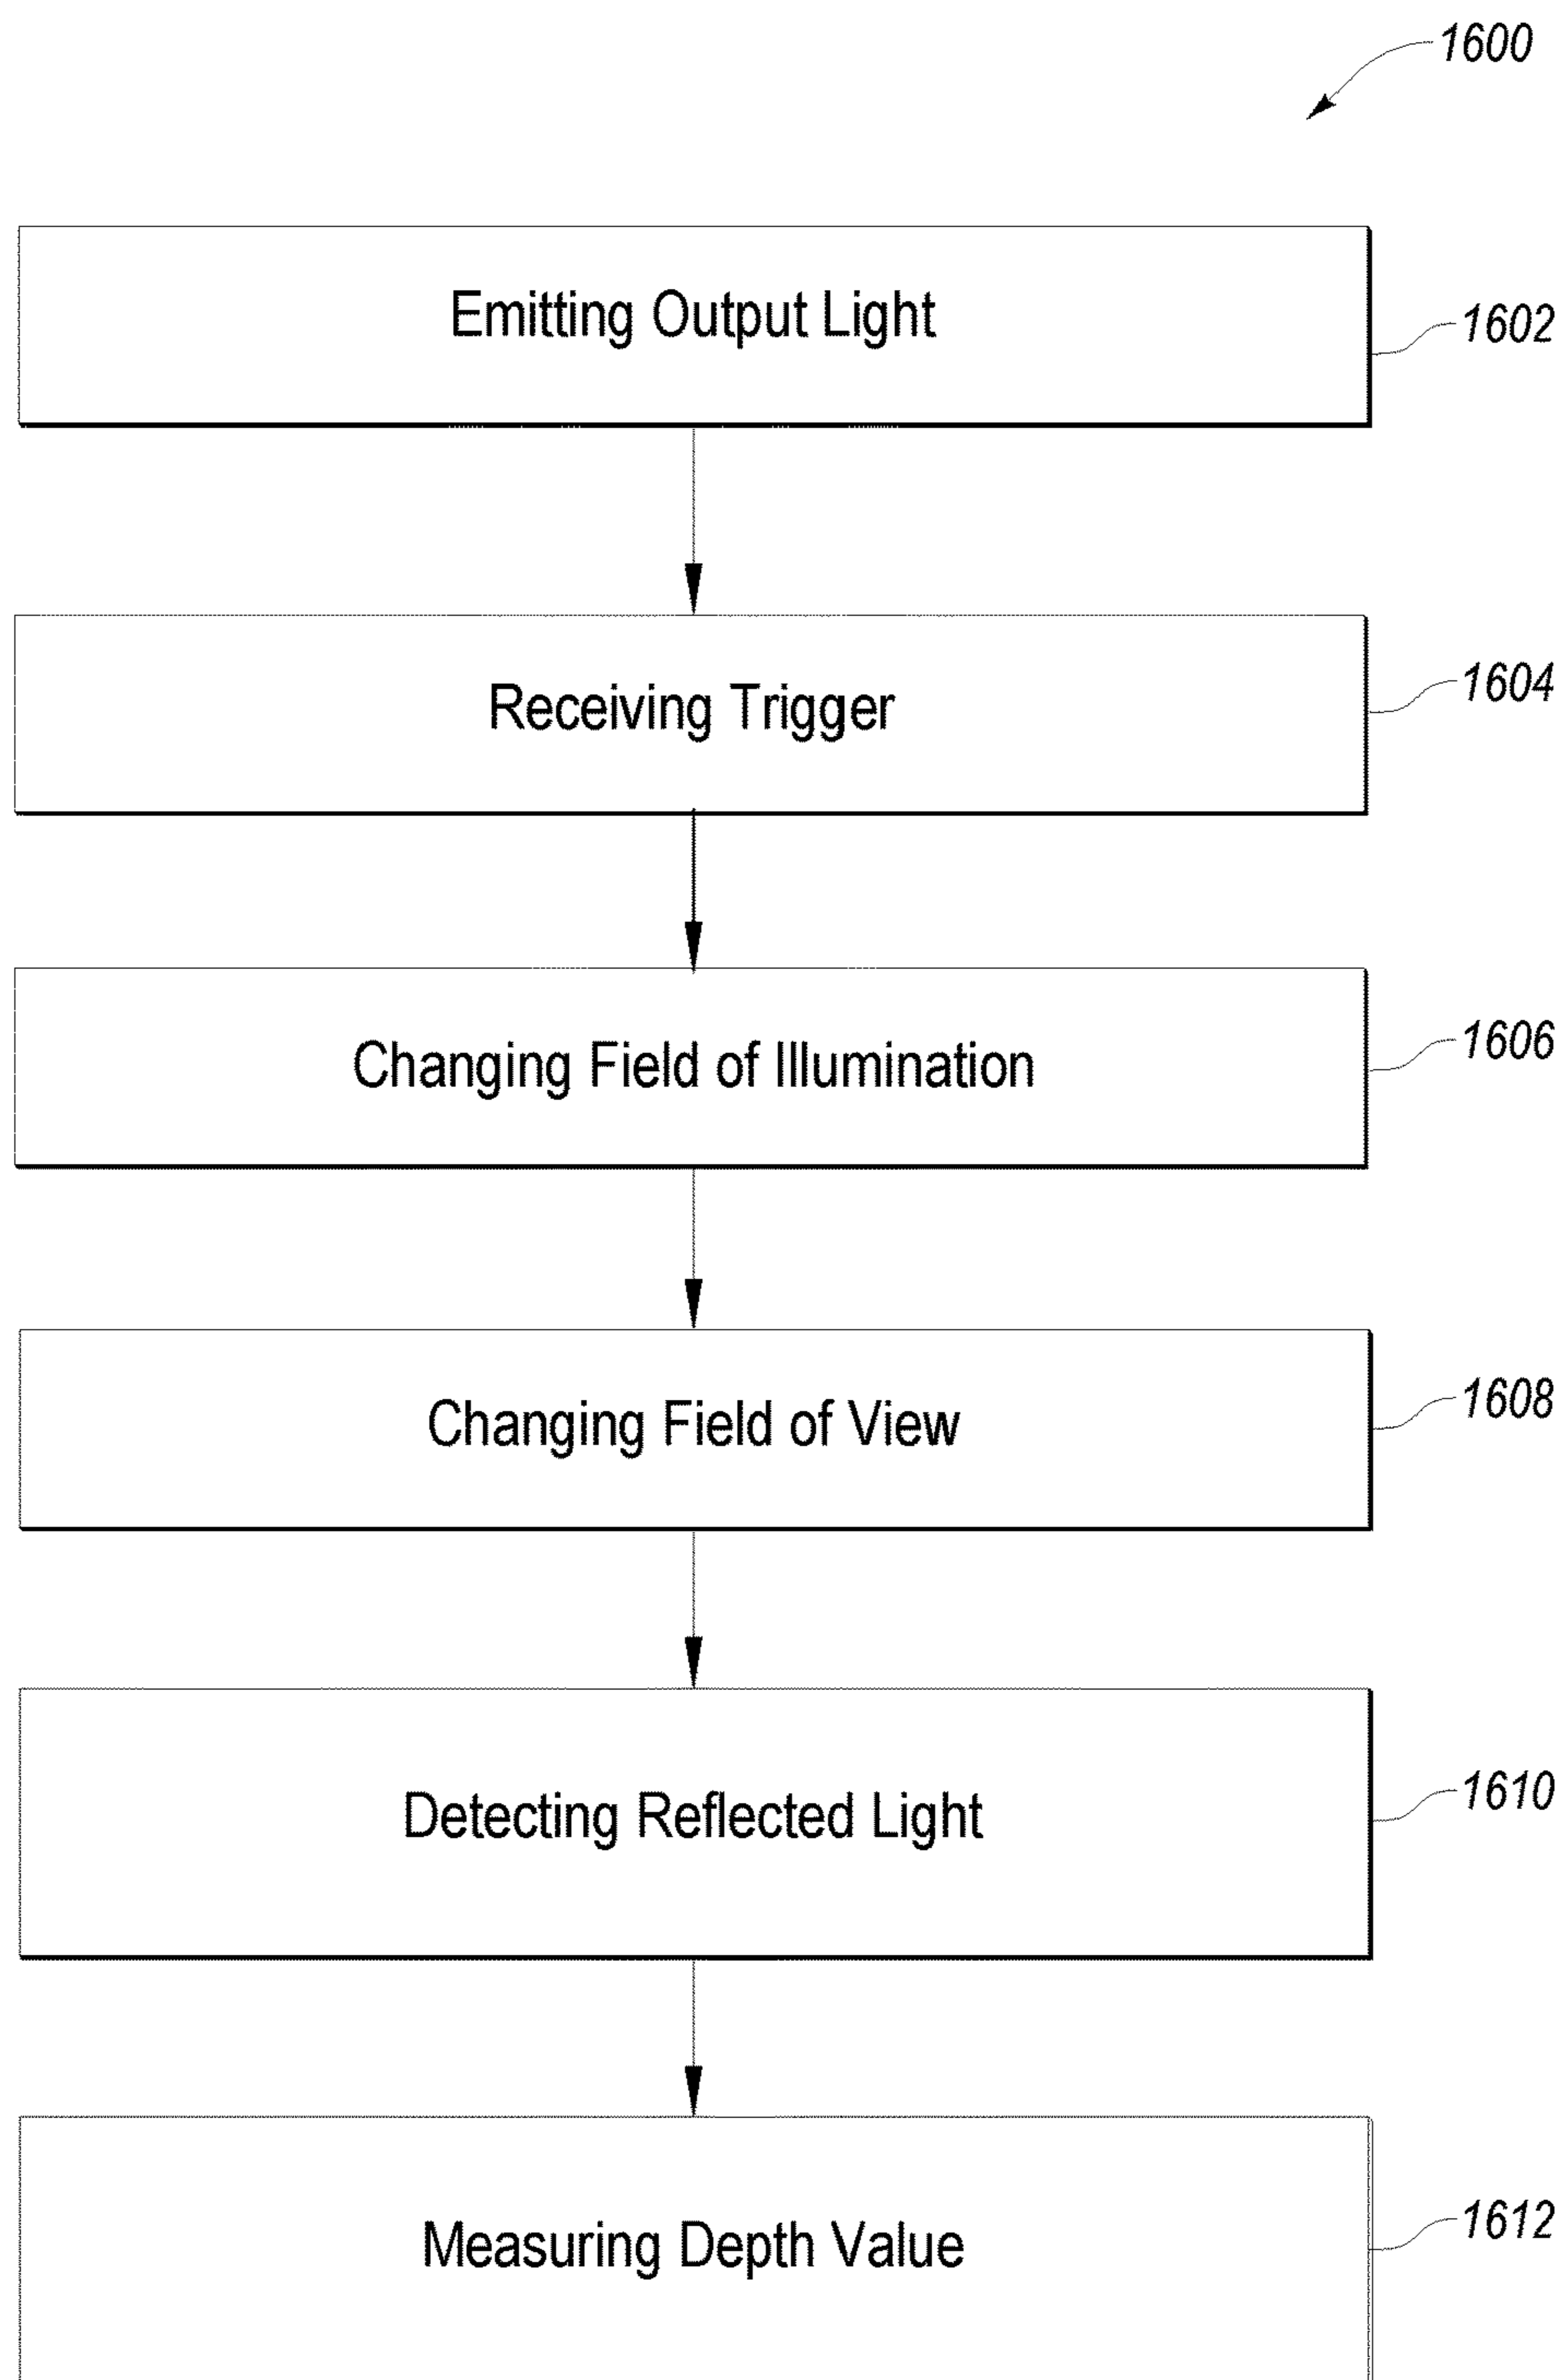 1600
Emitting Output Light
1602
Receiving Trigger
1604
Changing Field of Illumination
1606
Changing Field of View
1608
Detecting Reflected Light
1610
Measuring Depth Value
1612